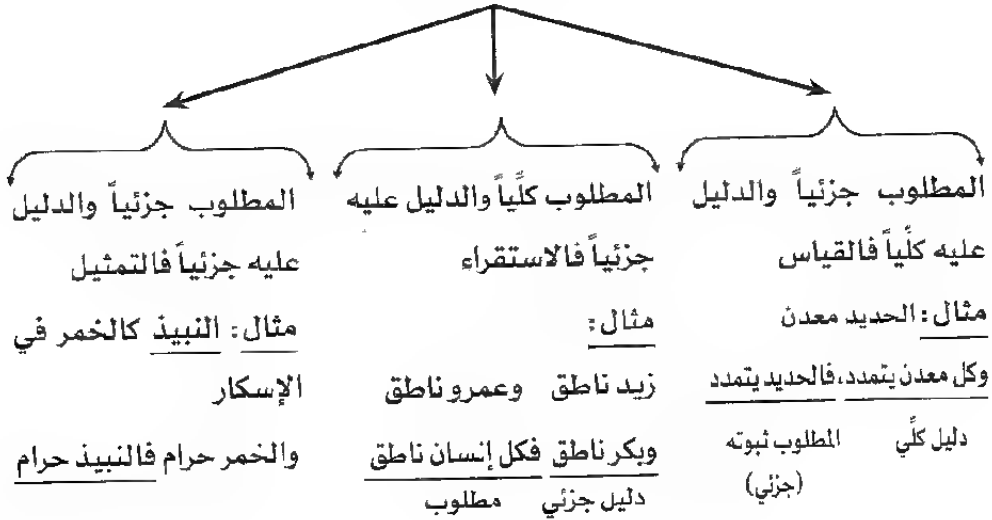 المطلوب جزئياً والدليل
عليه كلِّياً فالقياس
مثال: الحديد معدن
وكل معدن يتمدد، فالحديد يتمدد
دليل كلِّي
المطلوب ثبوته
(جزئي)
المطلوب كلِّياً والدليل عليه
جزئياً فالاستقراء
مثال:
زيد ناطق وعمرو ناطق
وبكر ناطق فكل إنسان ناطق
دليل جزئي
مطلوب
المطلوب جزئياً والدليل
عليه جزئياً فالتمثيل
مثال: النبيذ كالخمر في
الإسكار
والخمر حرام فالنبيذ حرام